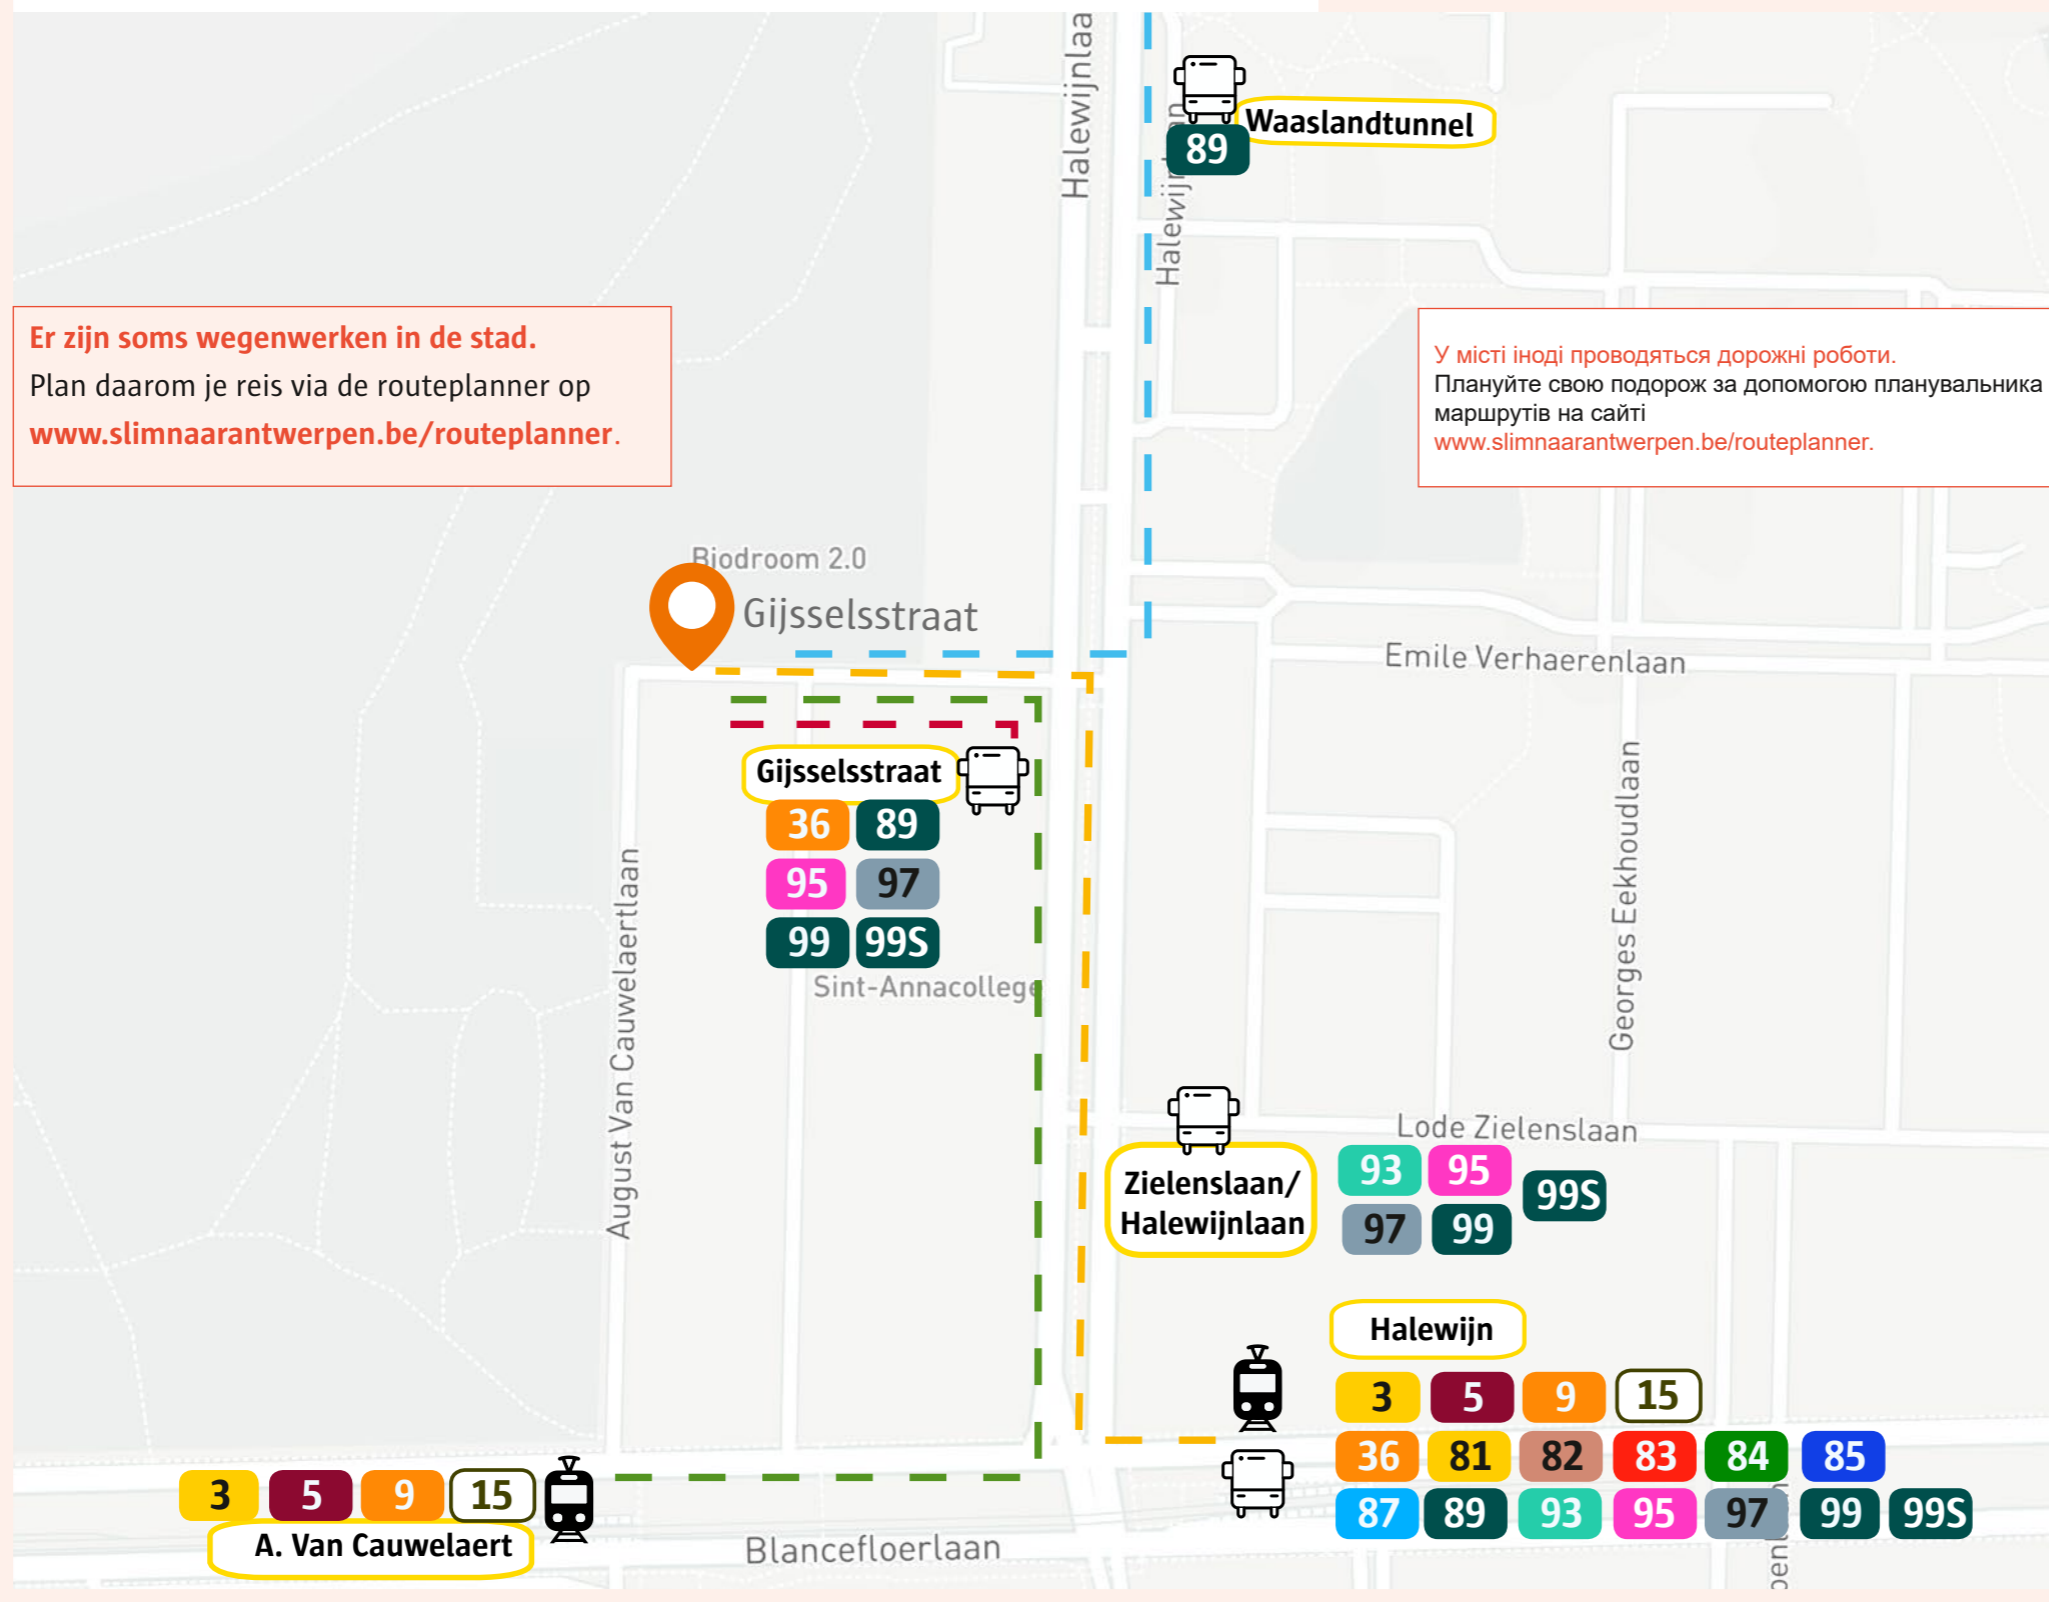 Halewijnlaa
Waaslandtunnel
89
Er zijn soms wegenwerken in de stad.
Plan daarom je reis via de routeplanner op
www.slimnaarantwerpen.be/routeplanner.
У місті іноді проводяться дорожні роботи.
Плануйте свою подорож за допомогою планувальника
маршрутів на сайті
www.slimnaarantwerpen.be/routeplanner.
Biodroom 2.0
Gijsselsstraat
Emile Verhaerenlaan
Gijsselsstraat
36 89
95 97
99 99S
Sint-Annacollege
August Van Cauwelaertlaan
Georges Eekhoudlaan
Lode Zielenslaan
Zielenslaan/
Halewijnlaan
93 95
99S
97 99
Halewijn
3 5 9 15
36 81 82 83 84 85
87 89 93 95 97 99 99S
3 5 9 15
A. Van Cauwelaert
Blancefloerlaan